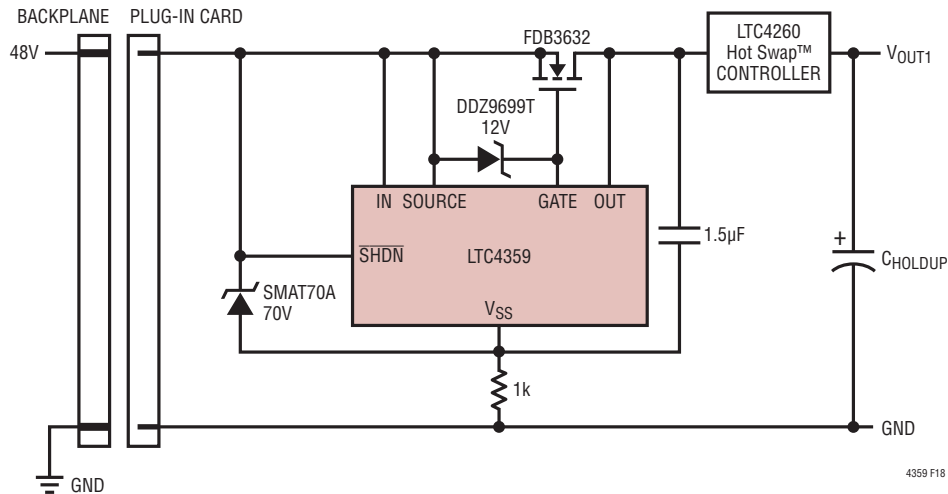 BACKPLANE
PLUG-IN CARD
48V
FDB3632
LTC4260
Hot Swap™
CONTROLLER
VOUT1
DDZ9699T
12V
IN
SOURCE
GATE
OUT
SHDN
LTC4359
VSS
1.5µF
+
CHOLDUP
SMAT70A
70V
1k
GND
GND
4359 F18